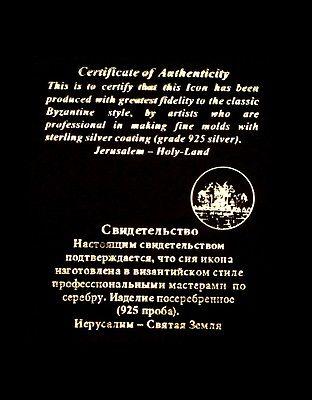 Certificate of Authenticity
This is to certify that this Icon has been
produced with greatest fidelity to the classic
Byzantine style, by artists who are
professional in making fine molds with
sterling silver coating (grade 925 silver).
Jerusalem – Holy-Land
Свидетельство
Настоящим свидетельством
подтверждается, что сия икона
изготовлена в византийском стиле
профессиональными мастерами по
серебру. Изделие посеребренное
(925 проба).
Иерусалим – Святая Земля